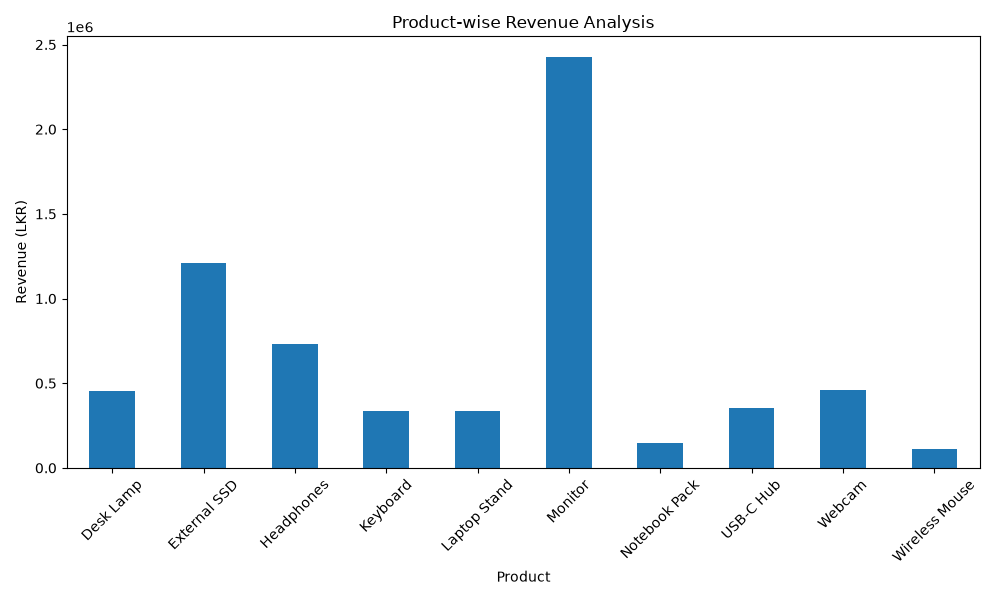 Product-wise Revenue Analysis
1e6
2.5
2.0
1.5
1.0
0.5
0.0
Revenue (LKR)
Desk Lamp
External SSD
Headphones
Keyboard
Laptop Stand
Monitor
Notebook Pack
USB-C Hub
Webcam
Wireless Mouse
Product